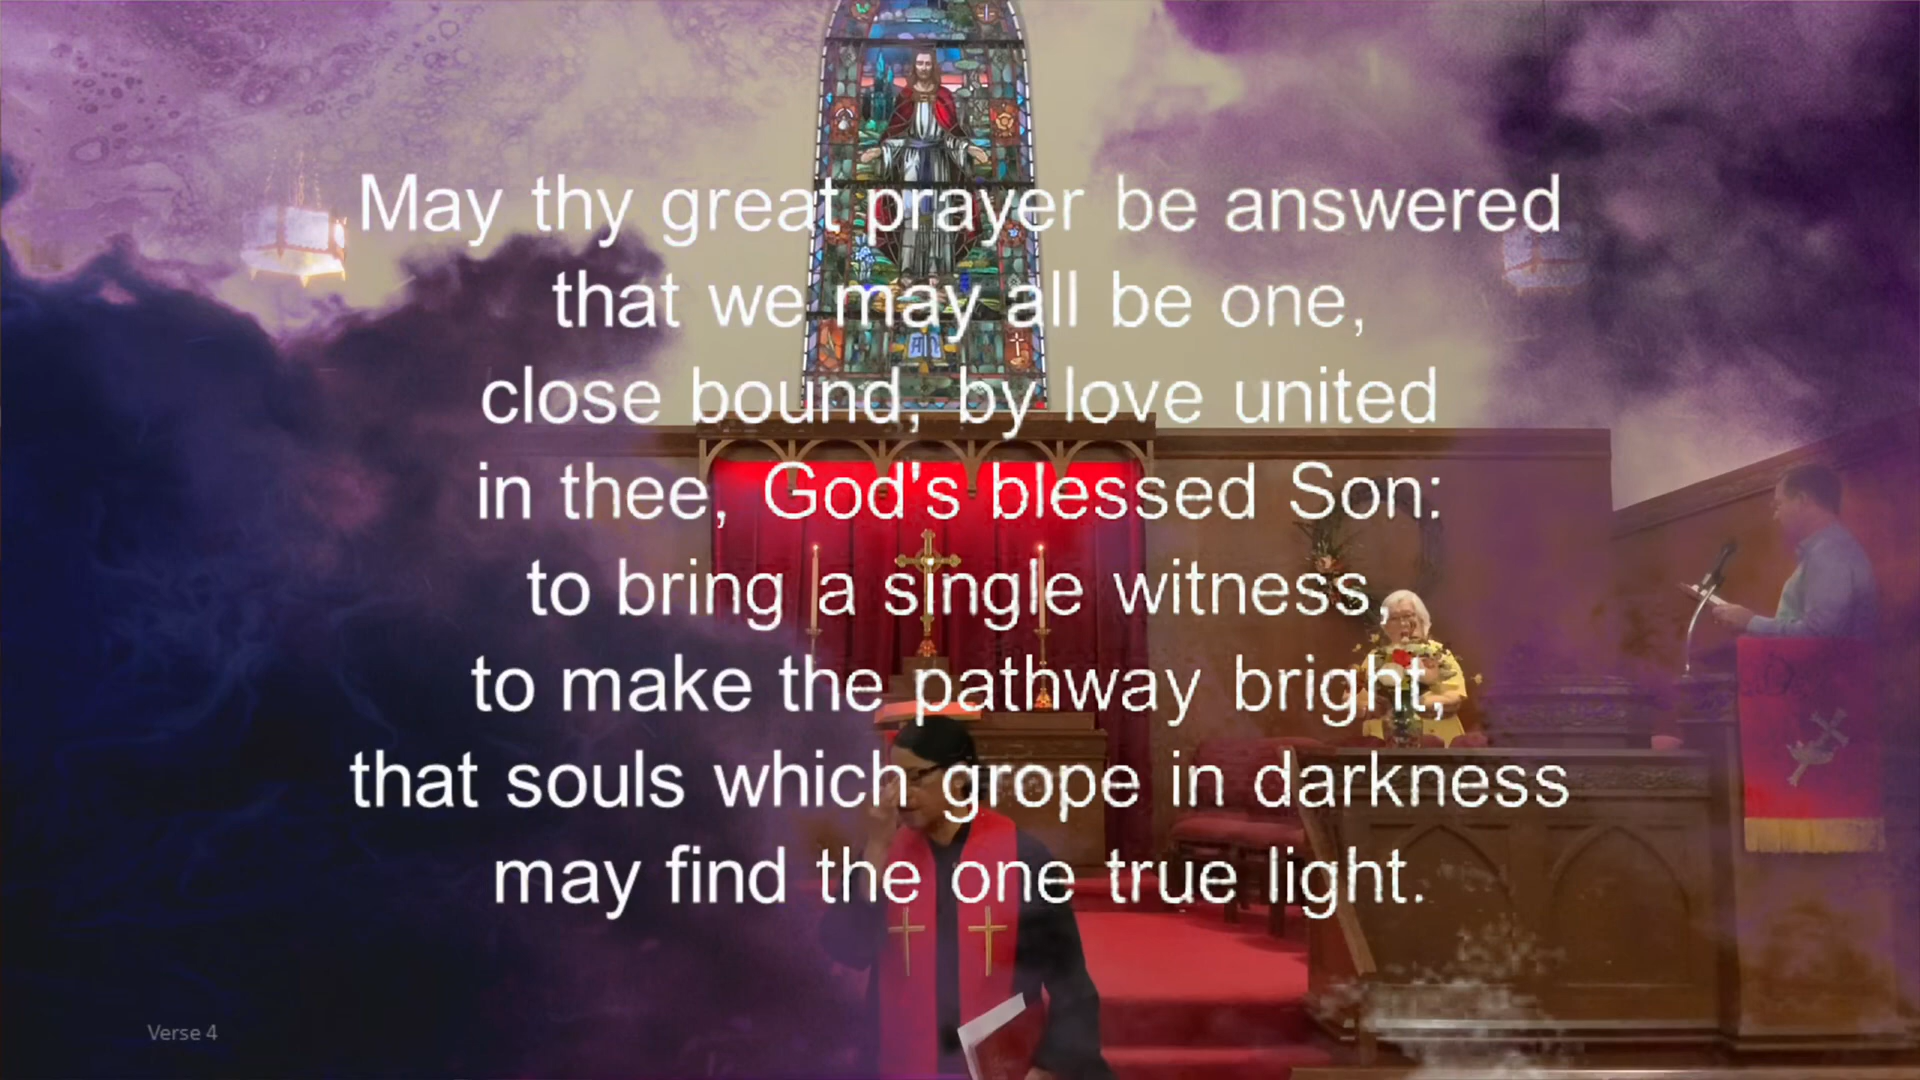 May thy great prayer be answered
that we may all be one,
close bound, by love united
in thee, God's blessed Son:
to bring a single witness,
to make the pathway bright,
that souls which grope in darkness
may find the one true light.
Verse 4